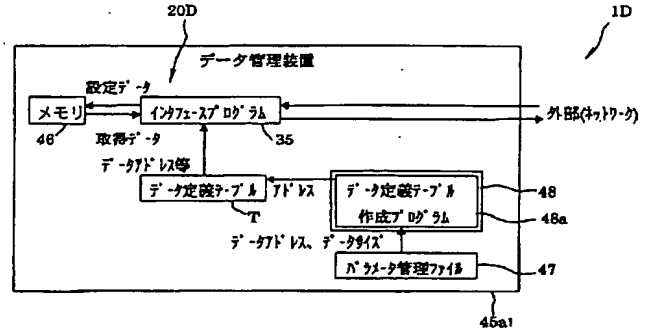 20D
1D
データ管理装置
設定データ
メモリ
インタフェースプログラム
外部(ネットワーク)
46
取得データ
35
データアドレス等
データ定義テーブル
アドレス
データ定義テーブル
作成プログラム
48
48a
T
データアドレス、データサイズ
パラメータ管理ファイル
47
45a1